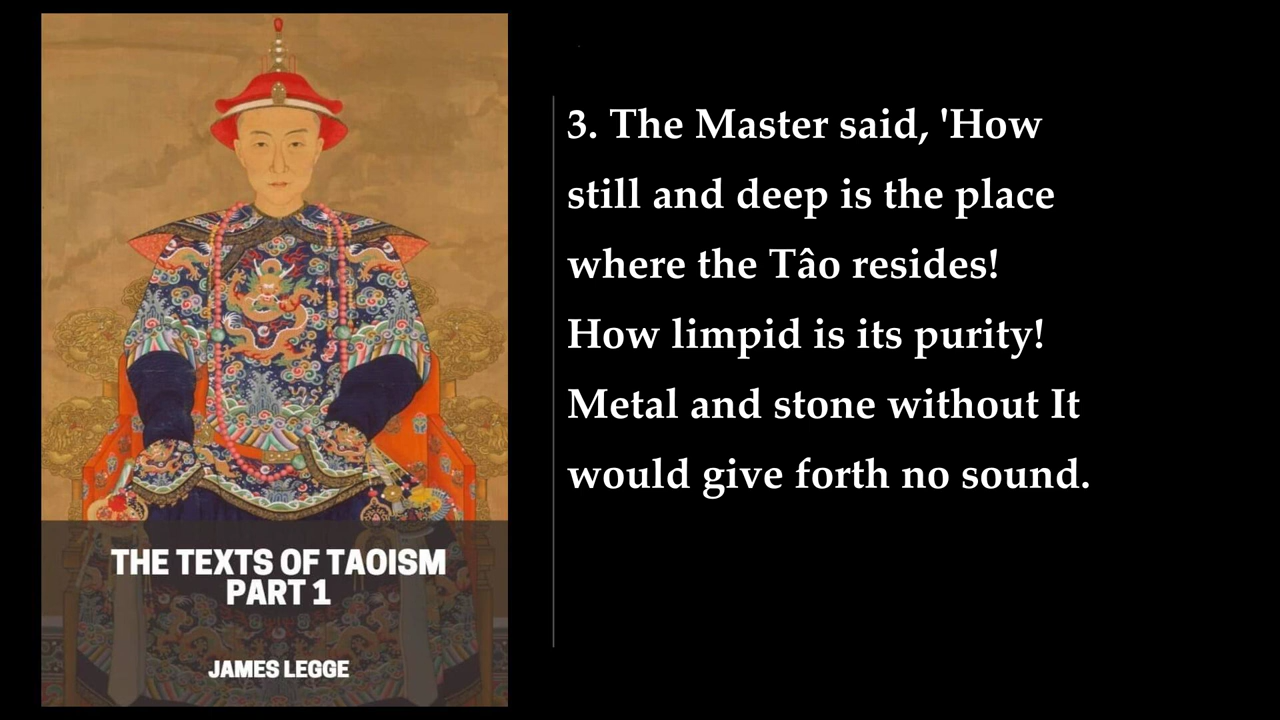 3. The Master said, 'How
still and deep is the place
where the Tâo resides!
How limpid is its purity!
Metal and stone without It
would give forth no sound.
THE TEXTS OF TAOISM
PART 1
JAMES LEGGE